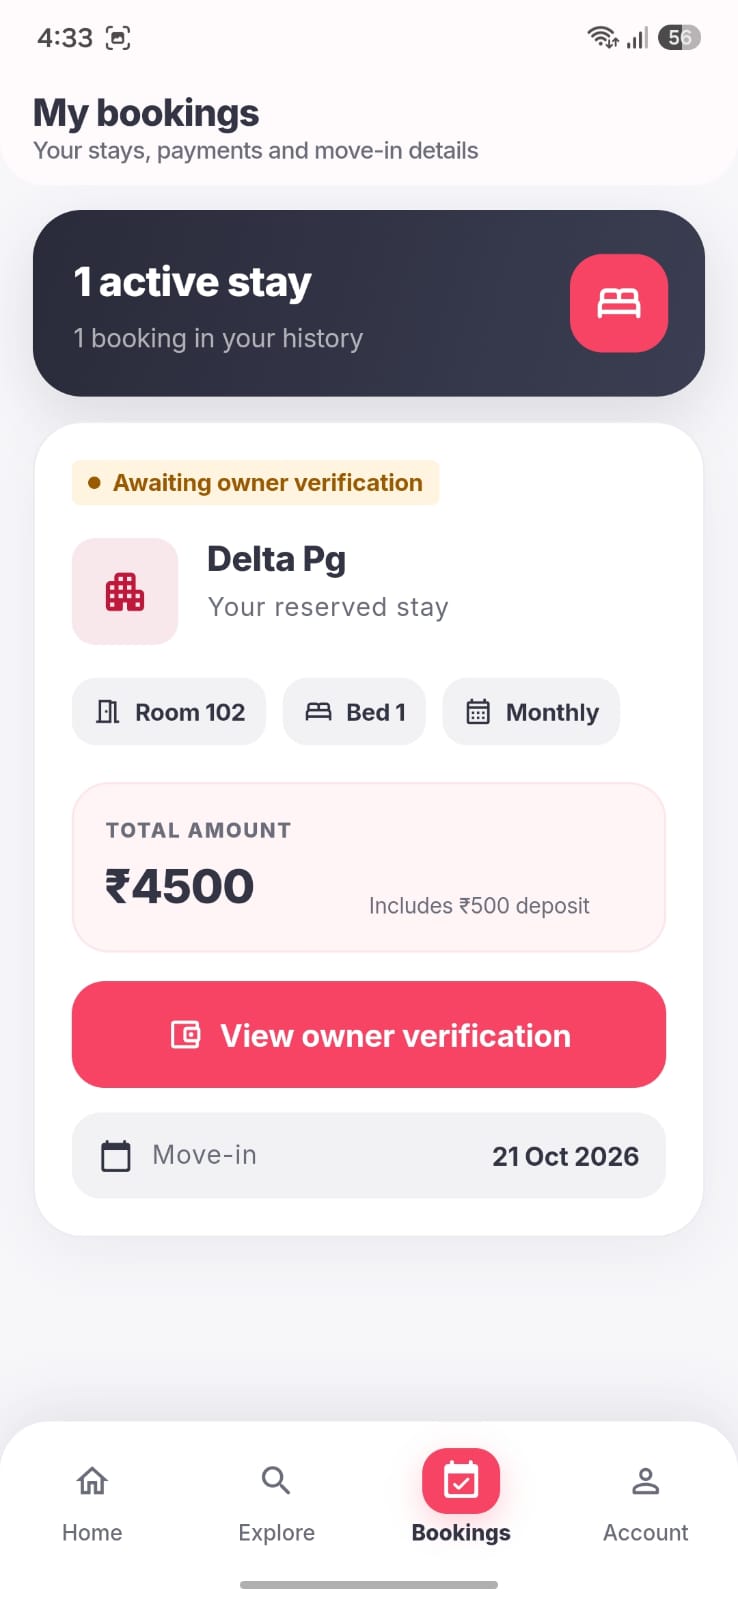 4:33
56
My bookings
Your stays, payments and move-in details
1 active stay
1 booking in your history
Awaiting owner verification
Delta Pg
Your reserved stay
Room 102
Bed 1
Monthly
TOTAL AMOUNT
₹4500
Includes ₹500 deposit
View owner verification
Move-in
21 Oct 2026
Home
Explore
Bookings
Account